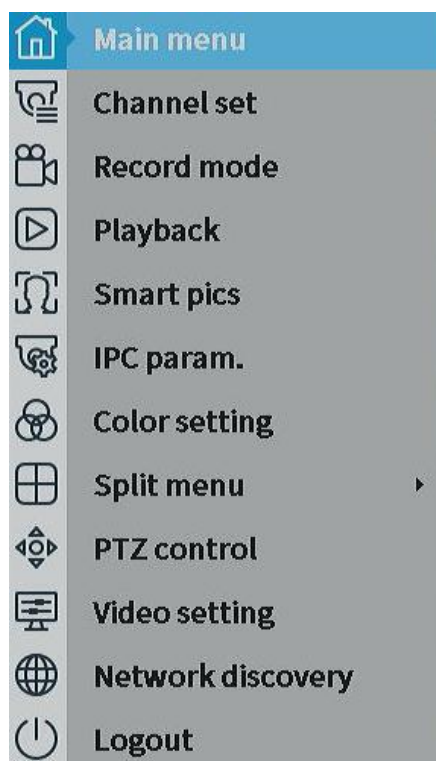 Main menu
Channel set
Record mode
Playback
Smart pics
IPC param.
Color setting
Split menu
PTZ control
Video setting
Network discovery
Logout